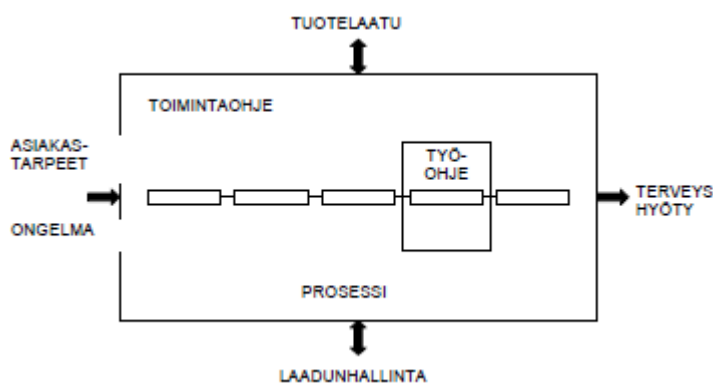 TUOTELAATU
TOIMINTAOHJE
ASIAKAS-
TARPEET
TYÖ-
OHJE
TERVEYS
HYÖTY
ONGELMA
PROSESSI
LAADUNHALLINTA